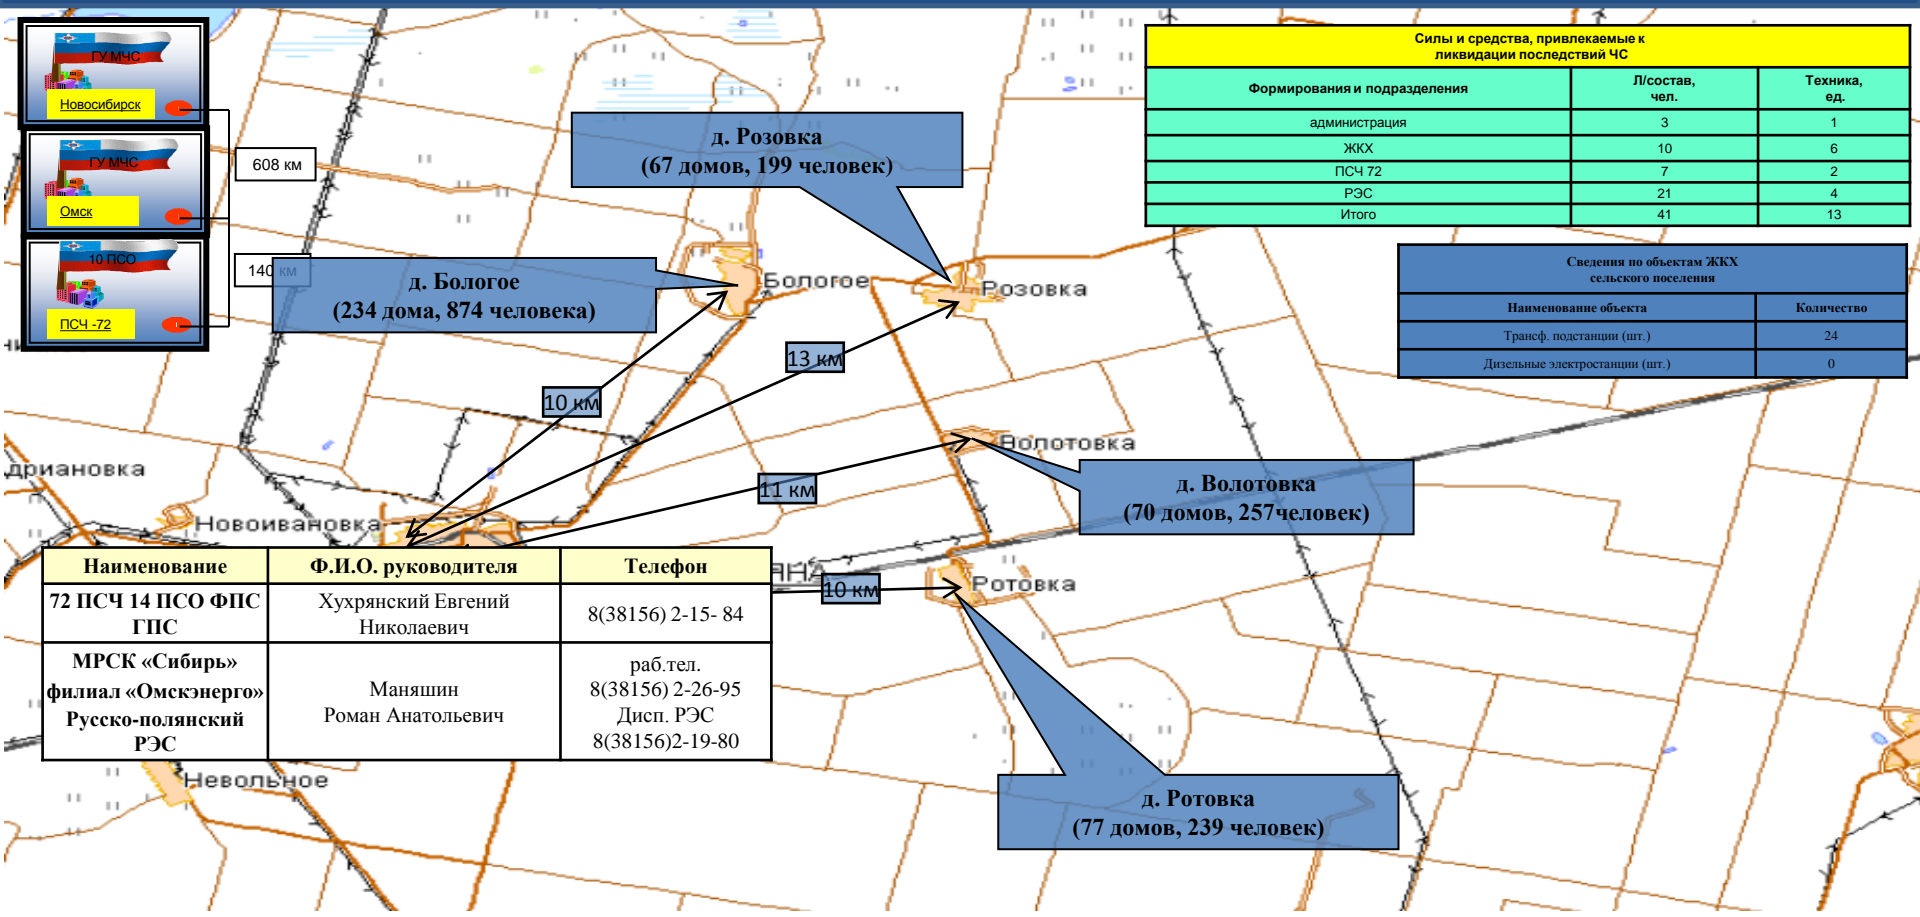 ГУ МЧС
Новосибирск
ГУ МЧС
Омск
10 ПСО
ПСЧ -72
608 км
140 км
Силы и средства, привлекаемые к
ликвидации последствий ЧС
Формирования и подразделения Л/состав, чел. Техника, ед.
администрация 3 1
ЖКХ 10 6
ПСЧ 72 7 2
РЭС 21 4
Итого 41 13
Сведения по объектам ЖКХ
сельского поселения
Наименование объекта Количество
Трансф. подстанции (шт.) 24
Дизельные электростанции (шт.) 0
д. Розовка
(67 домов, 199 человек)
д. Бологое
(234 дома, 874 человека)
Бологое
Розовка
13 км
10 км
Волотовка
11 км
д. Волотовка
(70 домов, 257человек)
дриановка
Новоивановка
10 км
Ротовка
Наименование Ф.И.О. руководителя Телефон
72 ПСЧ 14 ПСО ФПС
ГПС
Хухрянский Евгений
Николаевич
8(38156) 2-15- 84
МРСК «Сибирь»
филиал «Омскэнерго»
Русско-полянский
РЭС
Маняшин
Роман Анатольевич
раб.тел.
8(38156) 2-26-95
Дисп. РЭС
8(38156)2-19-80
Невольное
д. Ротовка
(77 домов, 239 человек)